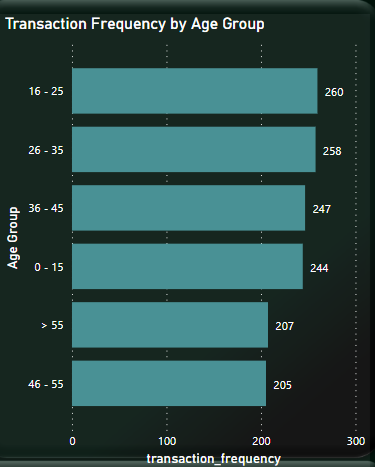 Transaction Frequency by Age Group
Age Group
16 - 25
260
26 - 35
258
36 - 45
247
0 - 15
244
> 55
207
46 - 55
205
0
100
200
300
transaction_frequency